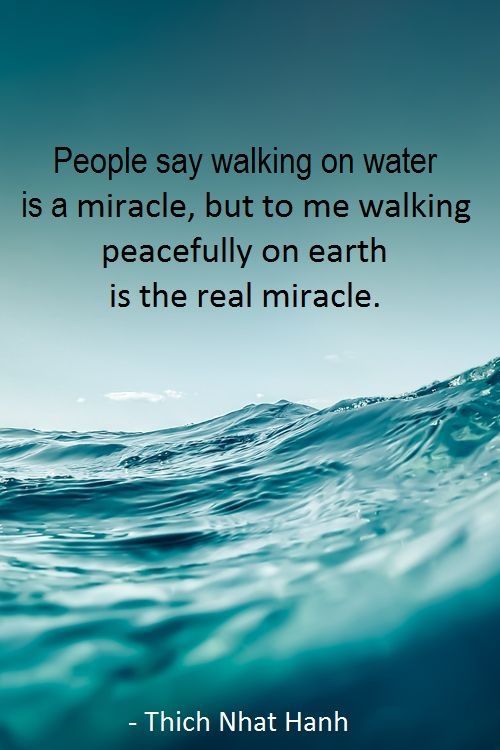 People say walking on water
is a miracle, but to me walking
peacefully on earth
is the real miracle.
- Thich Nhat Hanh